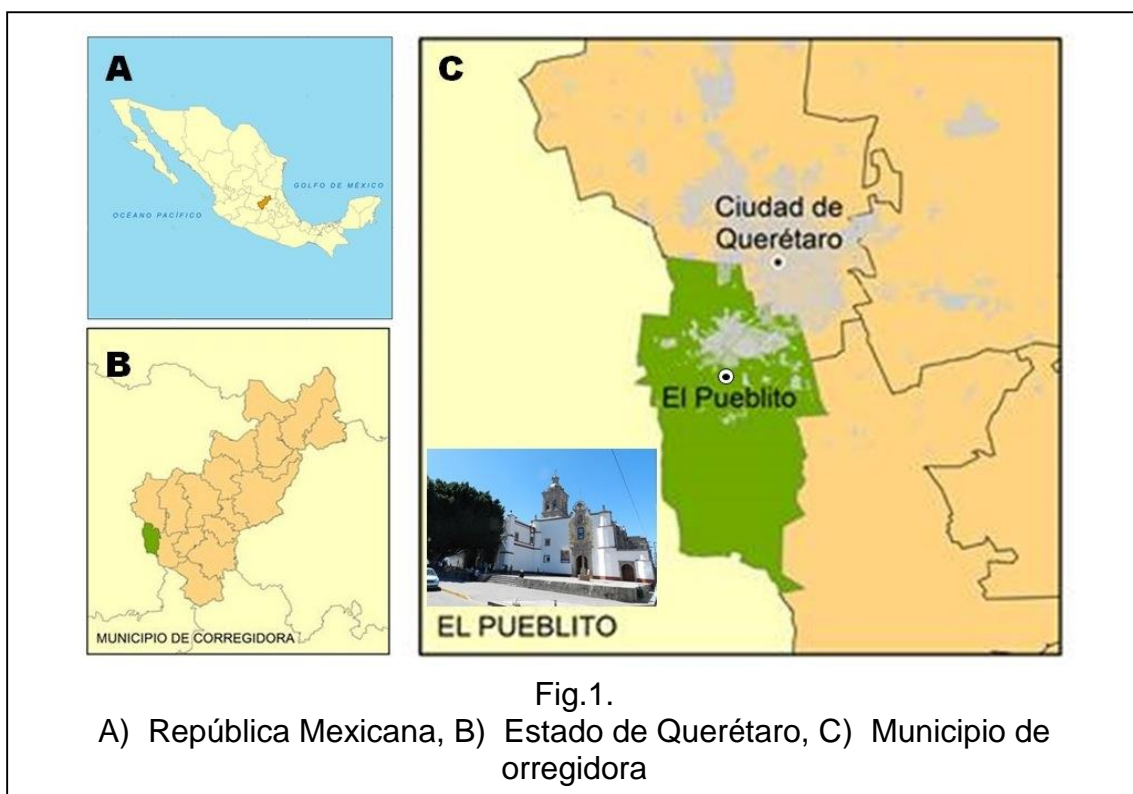 A
GOLFO DE MÉXICO
OCÉANO PACÍFICO
B
MUNICIPIO DE CORREGIDORA
C
Ciudad de
Querétaro
El Pueblito
EL PUEBLITO
Fig.1.
A) República Mexicana, B) Estado de Querétaro, C) Municipio de
orregidora